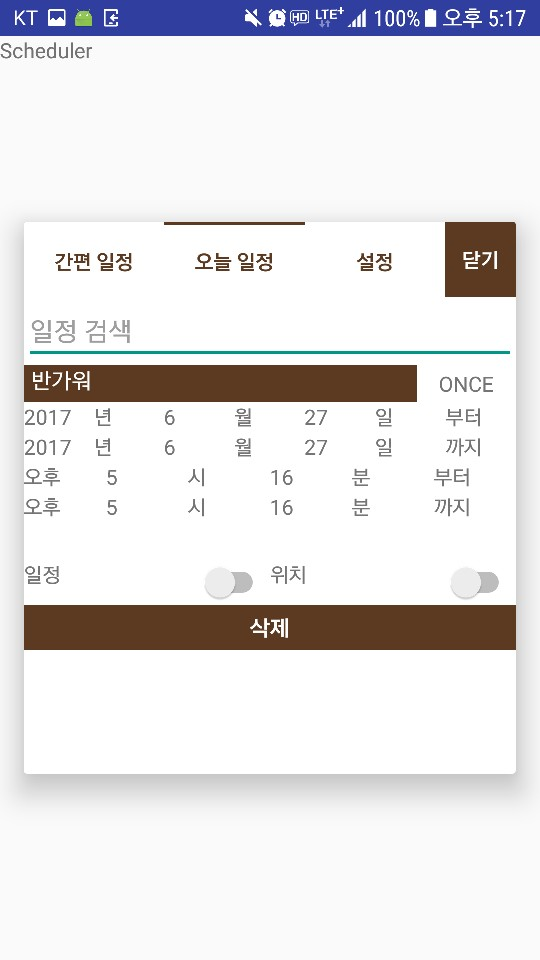 KT HD LTE+ 100% 오후 5:17
Scheduler
간편 일정 오늘 일정 설정 닫기
일정 검색
반가워 ONCE
2017 년 6 월 27 일 부터
2017 년 6 월 27 일 까지
오후 5 시 16 분 부터
오후 5 시 16 분 까지
일정 위치
삭제